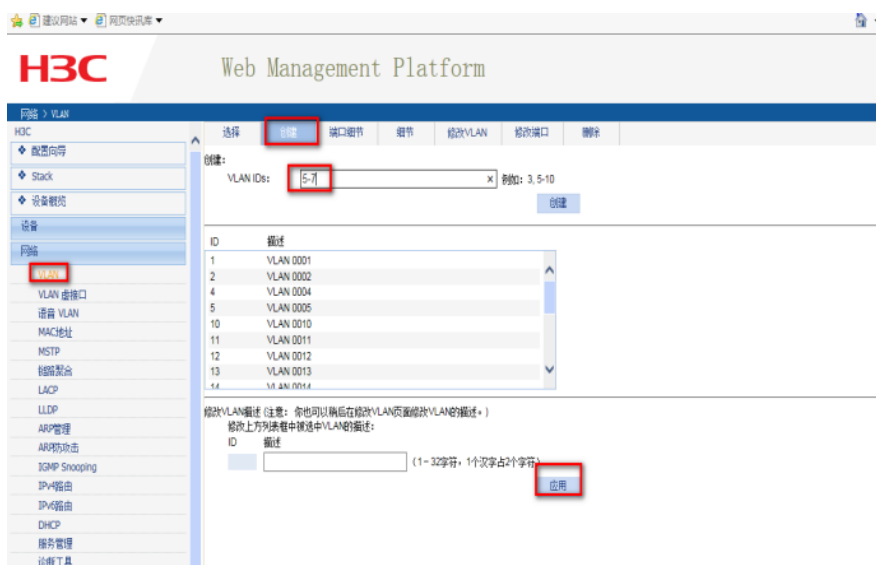 建议网站 ▼ 网页快讯库 ▼
H3C Web Management Platform
网络 > VLAN
H3C
选择 创建 端口细节 细节 修改VLAN 修改端口 删除
配置向导
Stack
设备概览
设备
网络
VLAN
VLAN 虚接口
语音 VLAN
MAC地址
MSTP
链路聚合
LACP
LLDP
ARP管理
ARP防攻击
IGMP Snooping
IPv4路由
IPv6路由
DHCP
服务管理
诊断工具
创建:
VLAN IDs: 5-7 × 例如: 3, 5-10
创建
ID 描述
1 VLAN 0001
2 VLAN 0002
4 VLAN 0004
5 VLAN 0005
10 VLAN 0010
11 VLAN 0011
12 VLAN 0012
13 VLAN 0013
14 VLAN 0014
修改VLAN描述 (注意: 你也可以稍后在修改VLAN页面修改VLAN的描述。)
修改上方列表框中被选中VLAN的描述:
ID 描述
(1-32字符, 1个汉字占2个字符)
应用